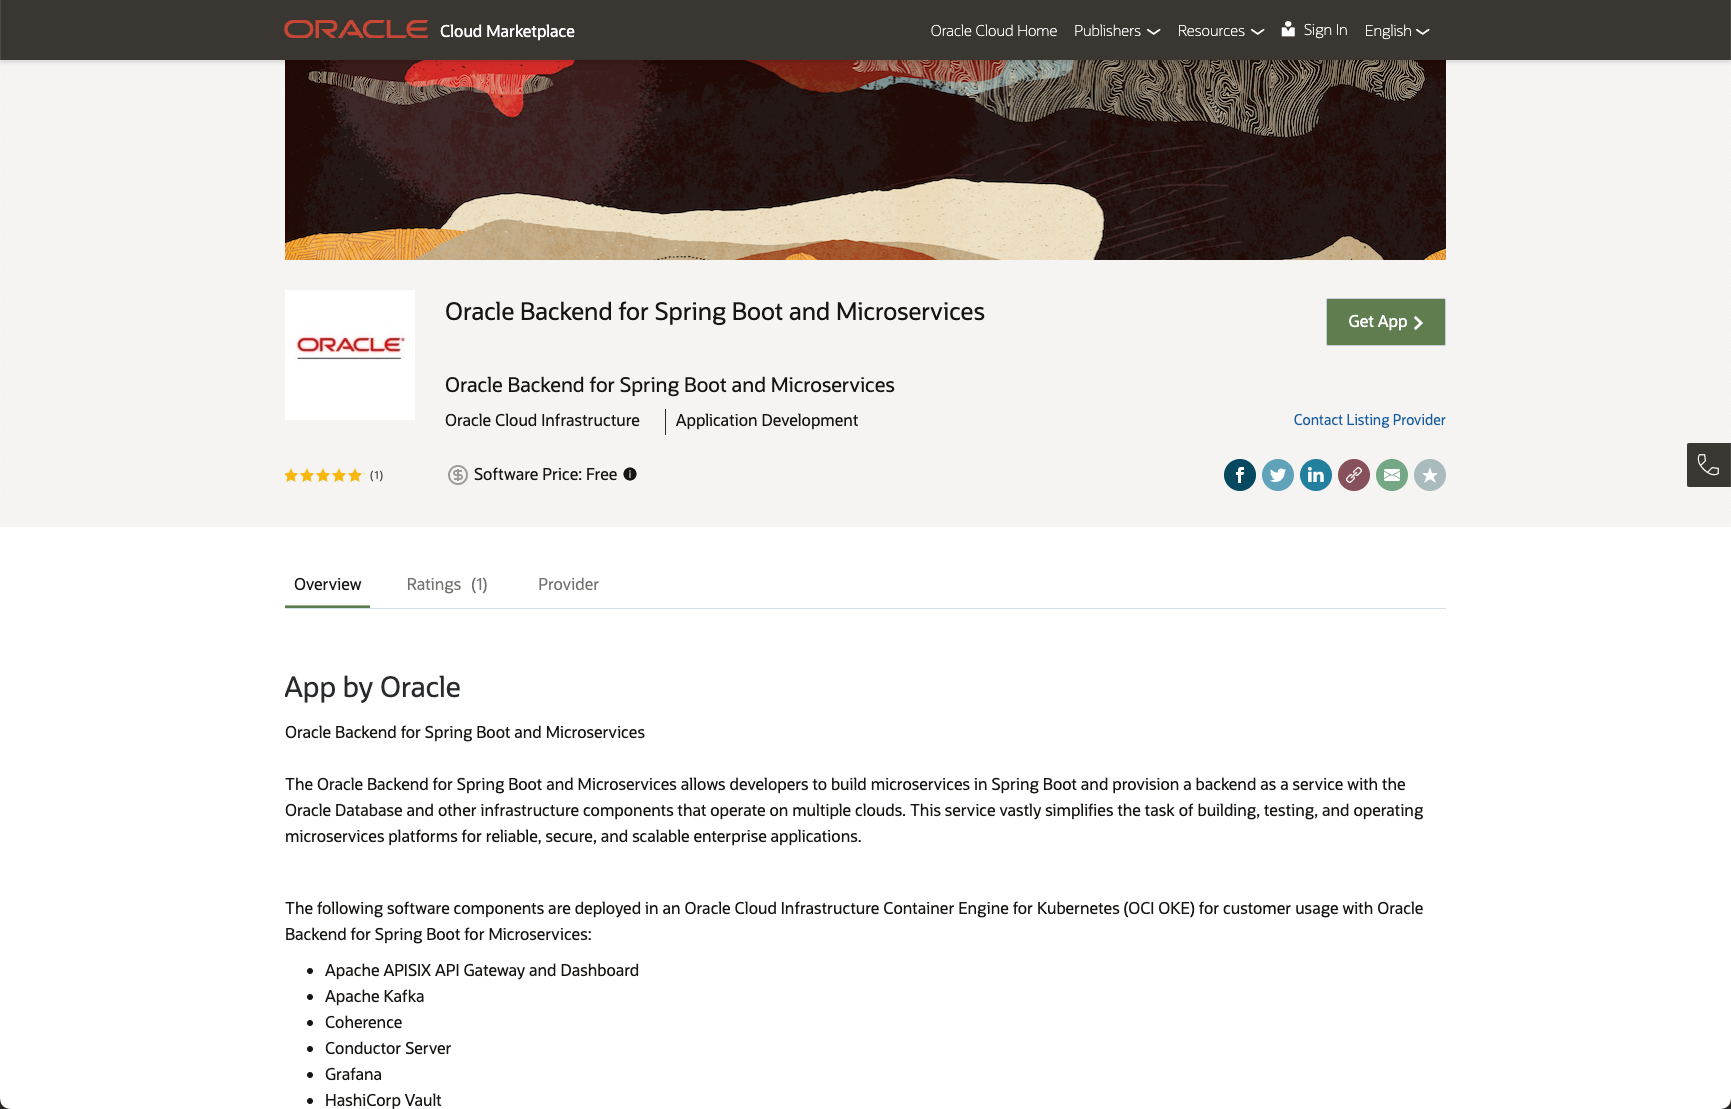 ORACLE Cloud Marketplace Oracle Cloud Home Publishers Resources Sign In English
ORACLE
Oracle Backend for Spring Boot and Microservices
Get App
Oracle Backend for Spring Boot and Microservices
Oracle Cloud Infrastructure Application Development
Contact Listing Provider
(1) Software Price: Free
Overview Ratings (1) Provider
App by Oracle
Oracle Backend for Spring Boot and Microservices
The Oracle Backend for Spring Boot and Microservices allows developers to build microservices in Spring Boot and provision a backend as a service with the
Oracle Database and other infrastructure components that operate on multiple clouds. This service vastly simplifies the task of building, testing, and operating
microservices platforms for reliable, secure, and scalable enterprise applications.
The following software components are deployed in an Oracle Cloud Infrastructure Container Engine for Kubernetes (OCI OKE) for customer usage with Oracle
Backend for Spring Boot for Microservices:
Apache APISIX API Gateway and Dashboard
Apache Kafka
Coherence
Conductor Server
Grafana
HashiCorp Vault